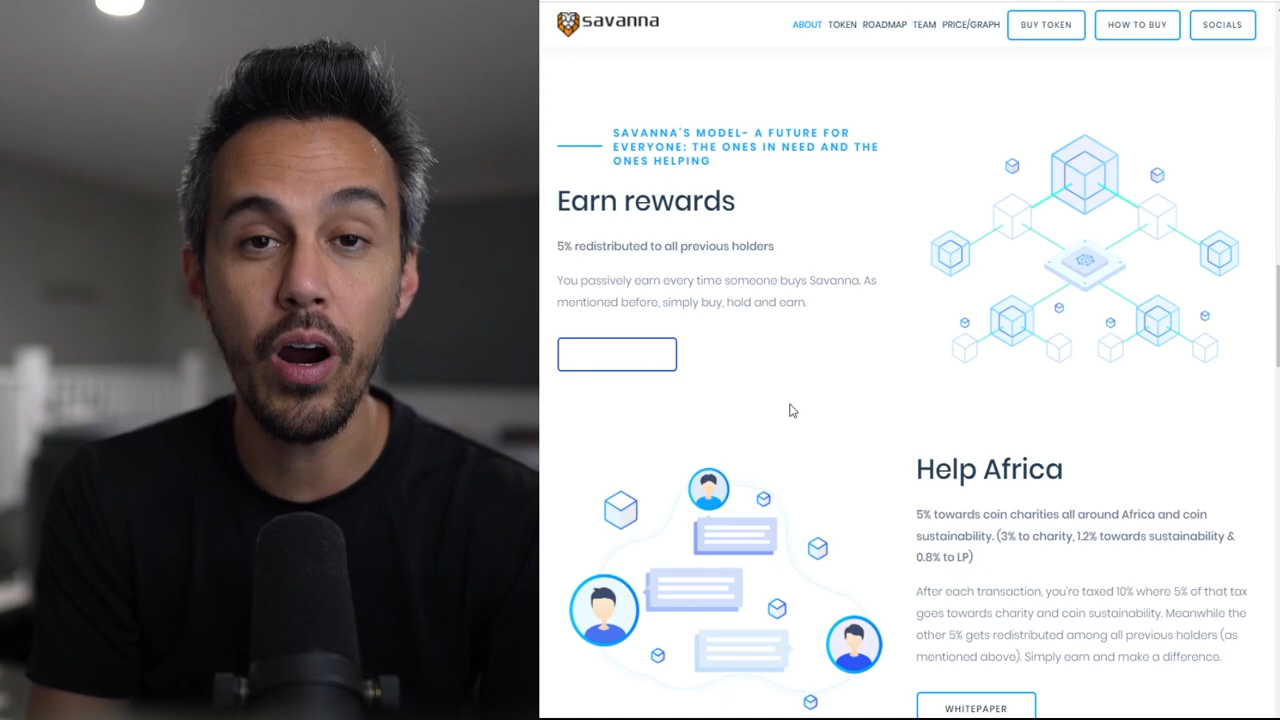 savanna
ABOUT TOKEN ROADMAP TEAM PRICE/GRAPH BUY TOKEN HOW TO BUY SOCIALS
SAVANNA'S MODEL- A FUTURE FOR
EVERYONE: THE ONES IN NEED AND THE
ONES HELPING
Earn rewards
5% redistributed to all previous holders
You passively earn every time someone buys Savanna. As
mentioned before, simply buy, hold and earn.
Help Africa
5% towards coin charities all around Africa and coin
sustainability. (3% to charity, 1.2% towards sustainability &
0.8% to LP)
After each transaction, you're taxed 10% where 5% of that tax
goes towards charity and coin sustainability. Meanwhile the
other 5% gets redistributed among all previous holders (as
mentioned above). Simply earn and make a difference.
WHITEPAPER